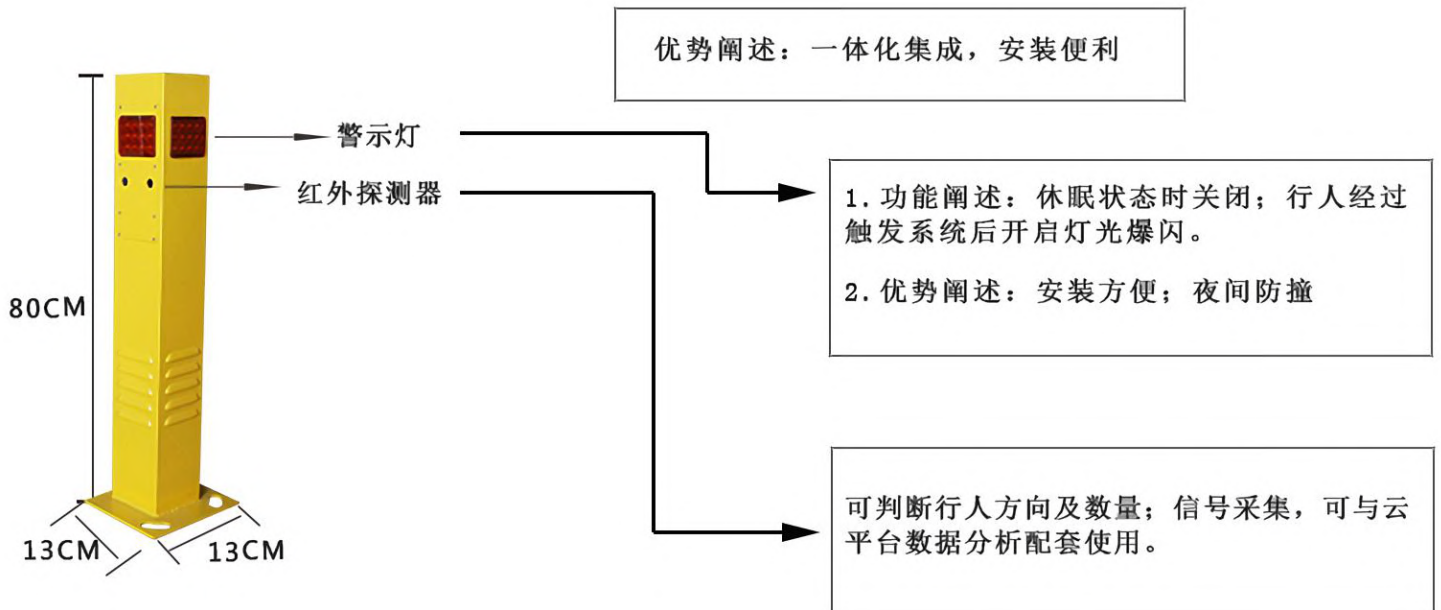 优势阐述：一体化集成，安装便利
警示灯
红外探测器
1.功能阐述：休眠状态时关闭；行人经过
触发系统后开启灯光爆闪。
2.优势阐述：安装方便；夜间防撞
80CM
可判断行人方向及数量；信号采集，可与云
平台数据分析配套使用。
13CM
13CM